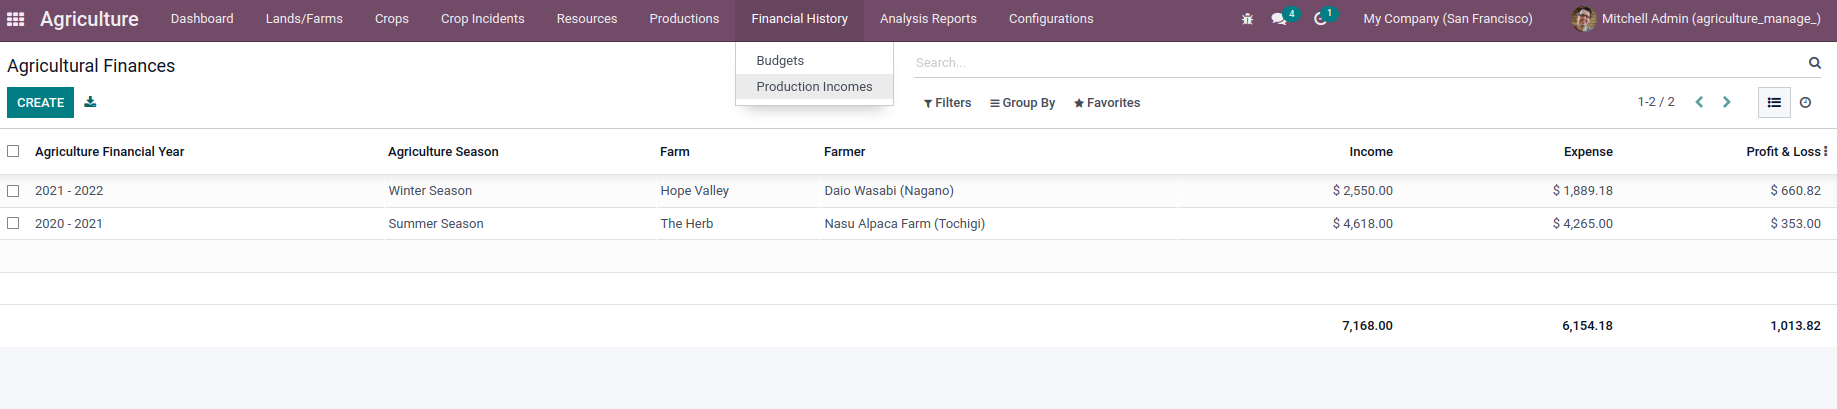 Agriculture Dashboard Lands/Farms Crops Crop Incidents Resources Productions Financial History Analysis Reports Configurations 4 1 My Company (San Francisco) Mitchell Admin (agriculture_manage_)
Budgets
Production Incomes
Agricultural Finances
Search...
CREATE
Filters Group By Favorites 1-2 / 2
Agriculture Financial Year Agriculture Season Farm Farmer Income Expense Profit & Loss
2021 - 2022 Winter Season Hope Valley Daio Wasabi (Nagano) $ 2,550.00 $ 1,889.18 $ 660.82
2020 - 2021 Summer Season The Herb Nasu Alpaca Farm (Tochigi) $ 4,618.00 $ 4,265.00 $ 353.00
7,168.00 6,154.18 1,013.82